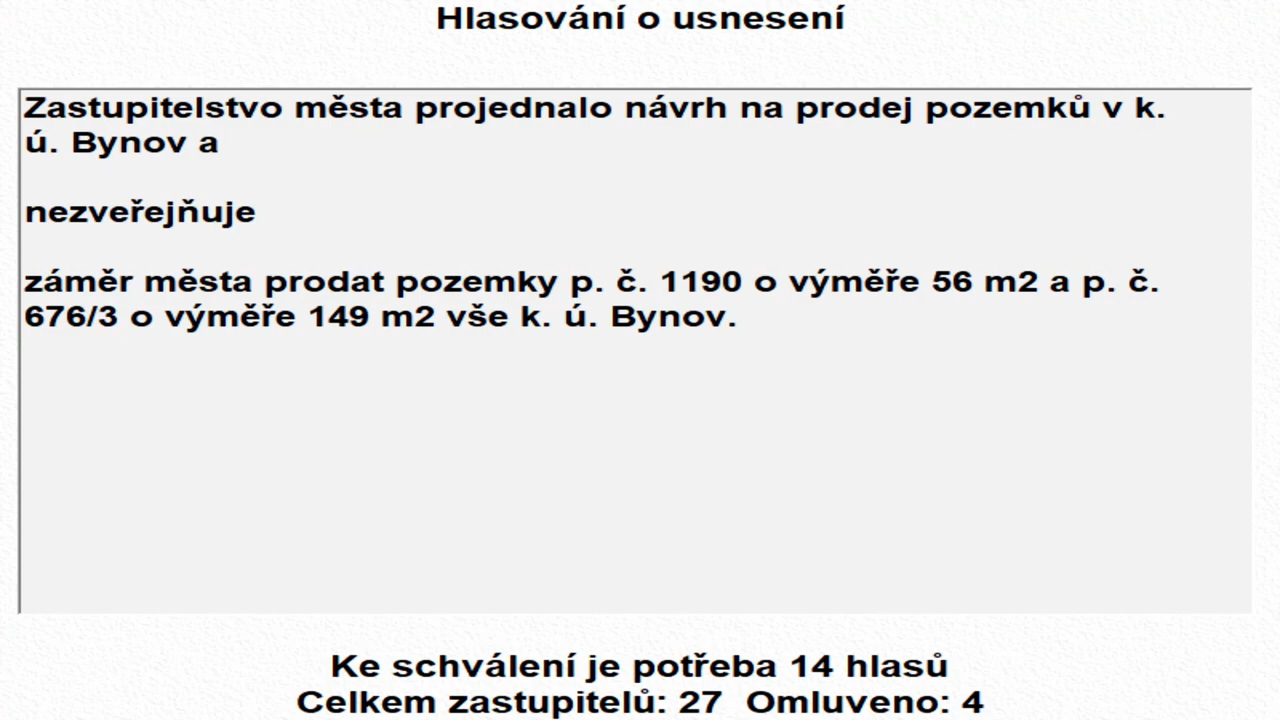 Hlasování o usnesení
Zastupitelstvo města projednalo návrh na prodej pozemků v k.
ú. Bynov a
nezveřejňuje
záměr města prodat pozemky p. č. 1190 o výměře 56 m2 a p. č.
676/3 o výměře 149 m2 vše k. ú. Bynov.
Ke schválení je potřeba 14 hlasů
Celkem zastupitelů: 27 Omluveno: 4